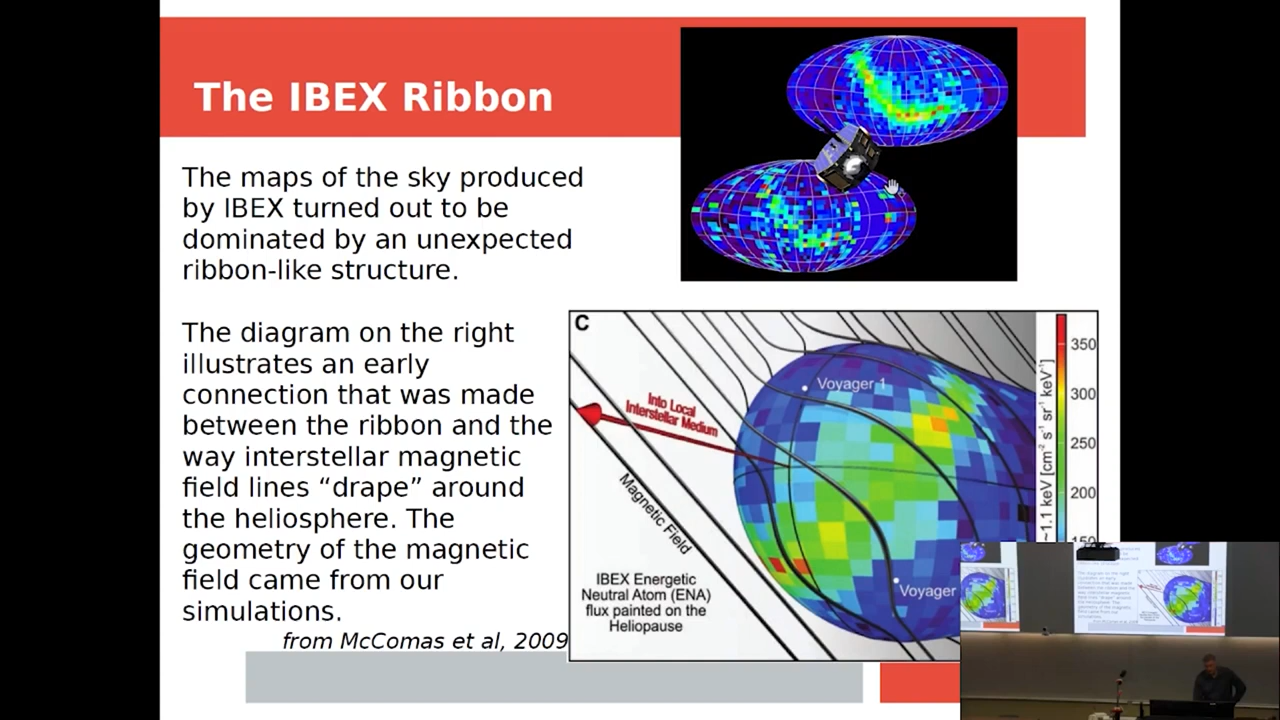 The IBEX Ribbon
The maps of the sky produced
by IBEX turned out to be
dominated by an unexpected
ribbon-like structure.
The diagram on the right
illustrates an early
connection that was made
between the ribbon and the
way interstellar magnetic
field lines “drape” around
the heliosphere. The
geometry of the magnetic
field came from our
simulations.
from McComas et al, 2009
C
Voyager 1
Into Local
Interstellar Medium
Magnetic Field
IBEX Energetic
Neutral Atom (ENA)
flux painted on the
Heliopause
Voyager
350
300
250
200
150
~1.1 keV [cm⁻² s⁻¹ sr⁻¹ keV⁻¹]